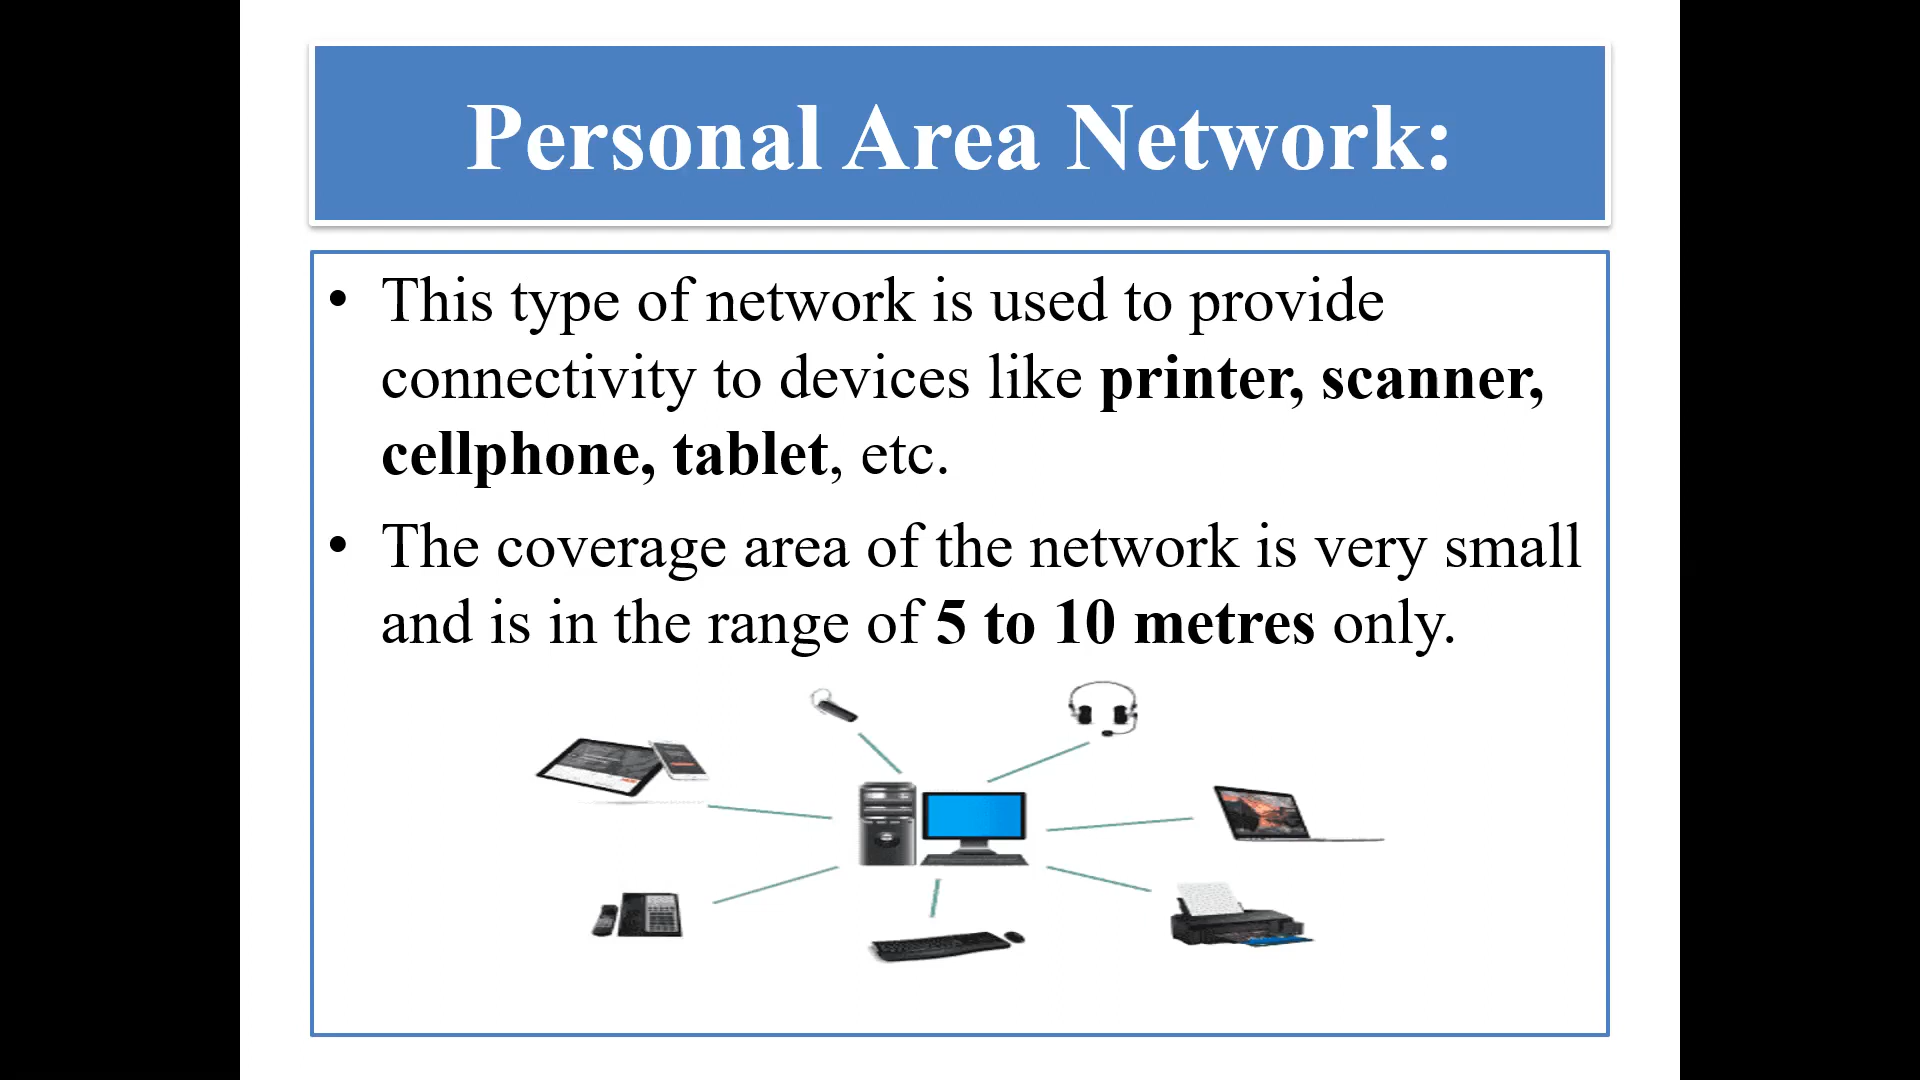 Personal Area Network:
• This type of network is used to provide
connectivity to devices like printer, scanner,
cellphone, tablet, etc.
• The coverage area of the network is very small
and is in the range of 5 to 10 metres only.